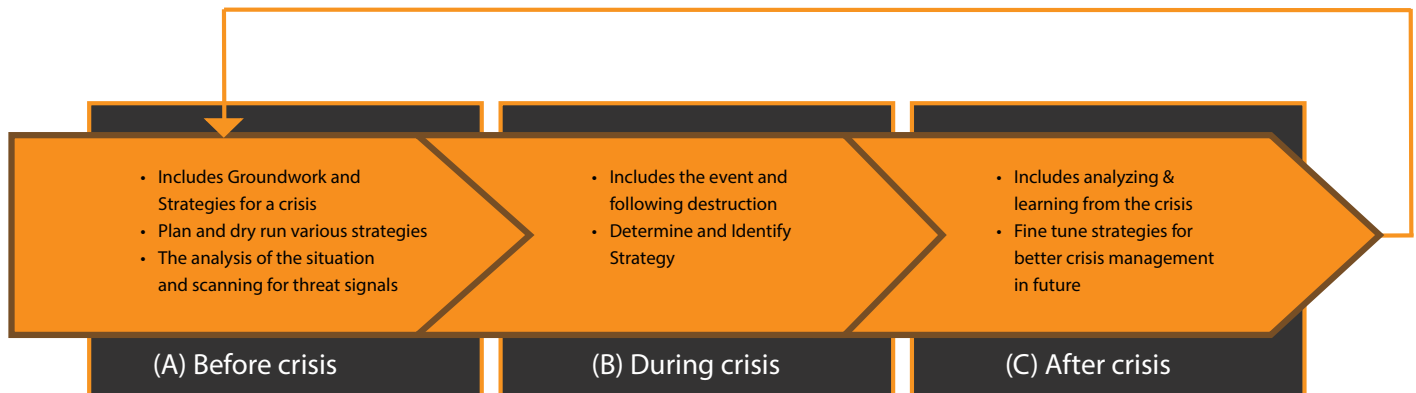 • Includes Groundwork and
Strategies for a crisis
• Plan and dry run various strategies
• The analysis of the situation
and scanning for threat signals
(A) Before crisis
• Includes the event and
following destruction
• Determine and Identify
Strategy
(B) During crisis
• Includes analyzing &
learning from the crisis
• Fine tune strategies for
better crisis management
in future
(C) After crisis